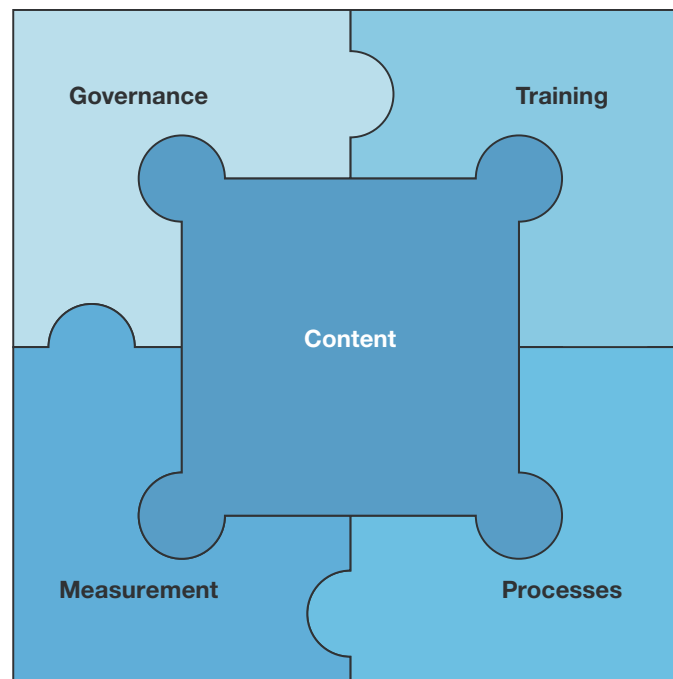 Governance
Training
Content
Measurement
Processes